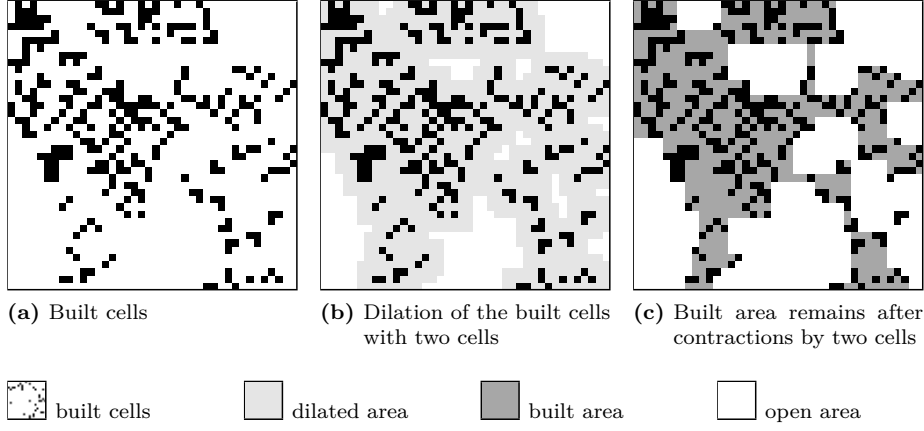 (a) Built cells
(b) Dilation of the built cells
with two cells
(c) Built area remains after
contractions by two cells
built cells
dilated area
built area
open area